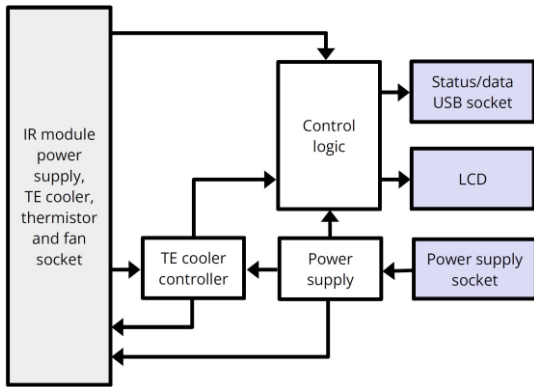 IR module
power
supply,
TE cooler,
thermistor
and fan
socket
Control
logic
Status/data
USB socket
LCD
TE cooler
controller
Power
supply
Power supply
socket